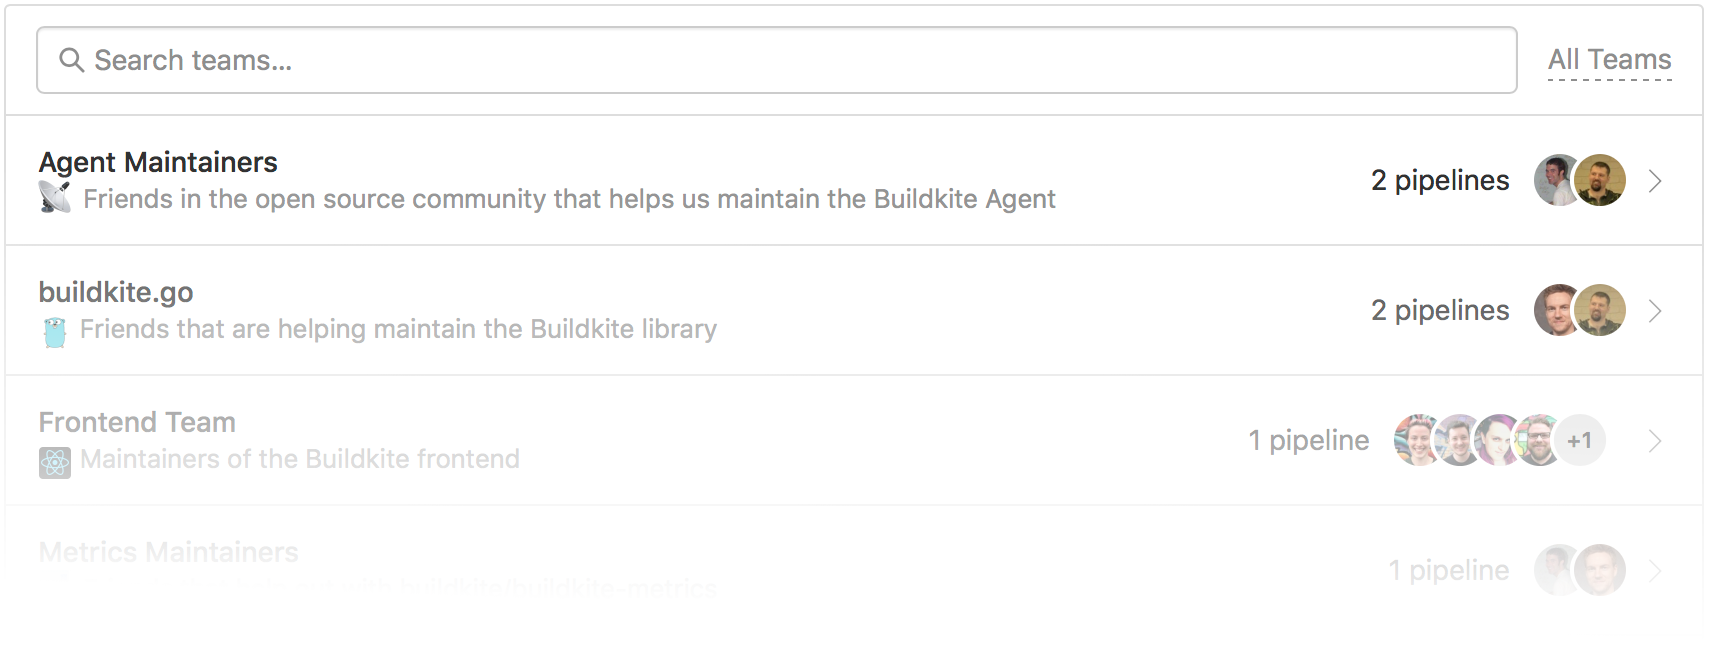 Search teams...
All Teams
Agent Maintainers
Friends in the open source community that helps us maintain the Buildkite Agent
2 pipelines
buildkite.go
Friends that are helping maintain the Buildkite library
2 pipelines
Frontend Team
Maintainers of the Buildkite frontend
1 pipeline
+1
Metrics Maintainers
with buildkite/buildkite-metrics
1 pipeline